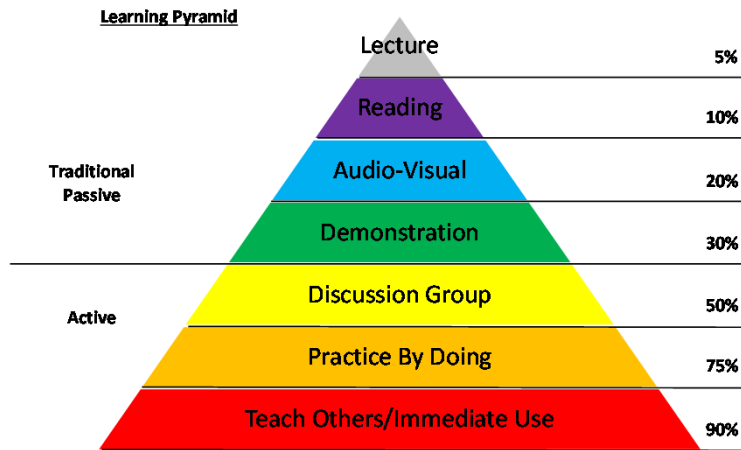 Learning Pyramid
Lecture
5%
Reading
10%
Audio-Visual
20%
Traditional
Passive
Demonstration
30%
Discussion Group
50%
Active
Practice By Doing
75%
Teach Others/Immediate Use
90%